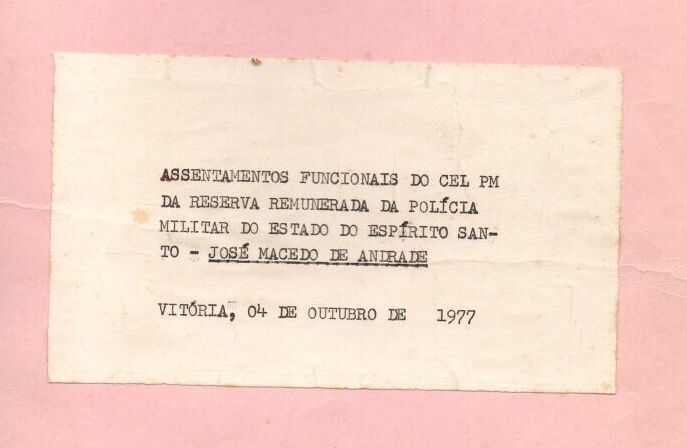 ASSENTAMENTOS FUNCIONAIS DO CEL PM
DA RESERVA REMUNERADA DA POLÍCIA
MILITAR DO ESTADO DO ESPÍRITO SAN-
TO - JOSÉ MACEDO DE ANDRADE
VITÓRIA, 04 DE OUTUBRO DE 1977